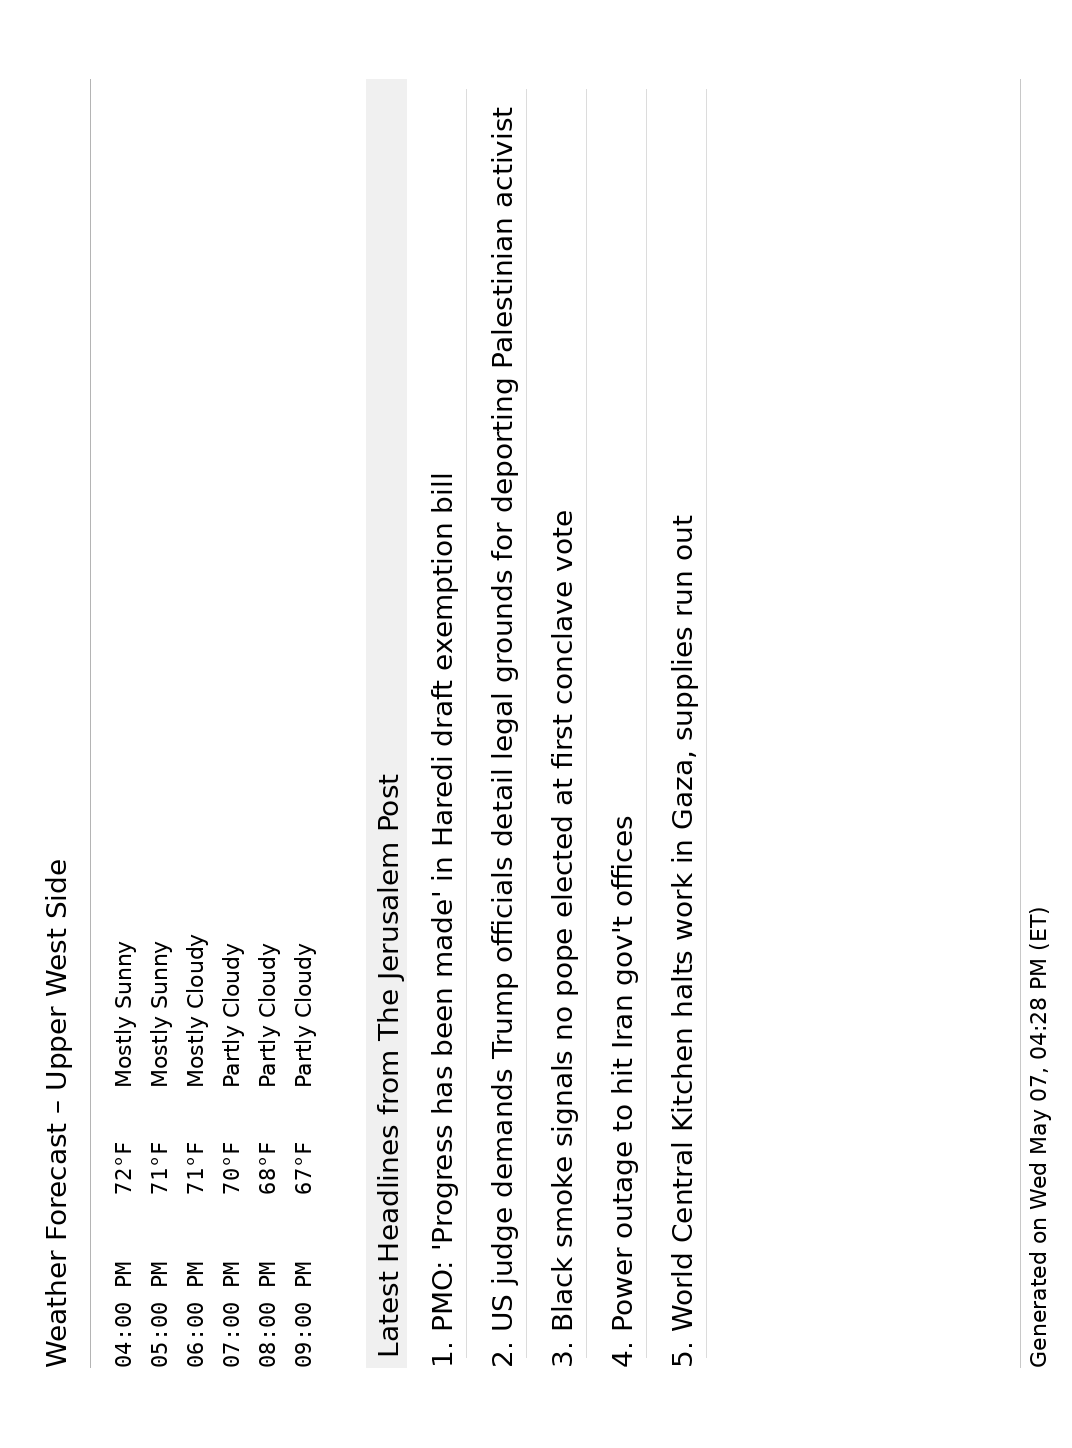 Weather Forecast – Upper West Side
04:00 PM 72°F Mostly Sunny
05:00 PM 71°F Mostly Sunny
06:00 PM 71°F Mostly Cloudy
07:00 PM 70°F Partly Cloudy
08:00 PM 68°F Partly Cloudy
09:00 PM 67°F Partly Cloudy
Latest Headlines from The Jerusalem Post
1. PMO: 'Progress has been made' in Haredi draft exemption bill
2. US judge demands Trump officials detail legal grounds for deporting Palestinian activist
3. Black smoke signals no pope elected at first conclave vote
4. Power outage to hit Iran gov't offices
5. World Central Kitchen halts work in Gaza, supplies run out
Generated on Wed May 07, 04:28 PM (ET)